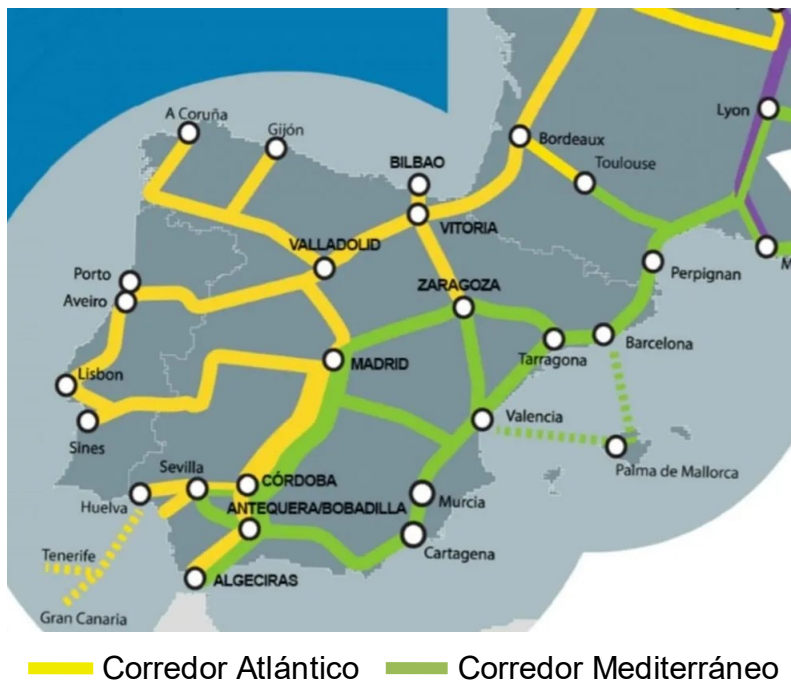 A Coruña
Gijón
BILBAO
Bordeaux
Lyon
Toulouse
VITORIA
VALLADOLID
Porto
Aveiro
ZARAGOZA
Perpignan
M
Barcelona
Tarragona
MADRID
Lisbon
Sines
Valencia
Palma de Mallorca
Sevilla
CÓRDOBA
Huelva
ANTEQUERA/BOBADILLA
Murcia
Cartagena
Tenerife
ALGECIRAS
Gran Canaria
Corredor Atlántico
Corredor Mediterráneo